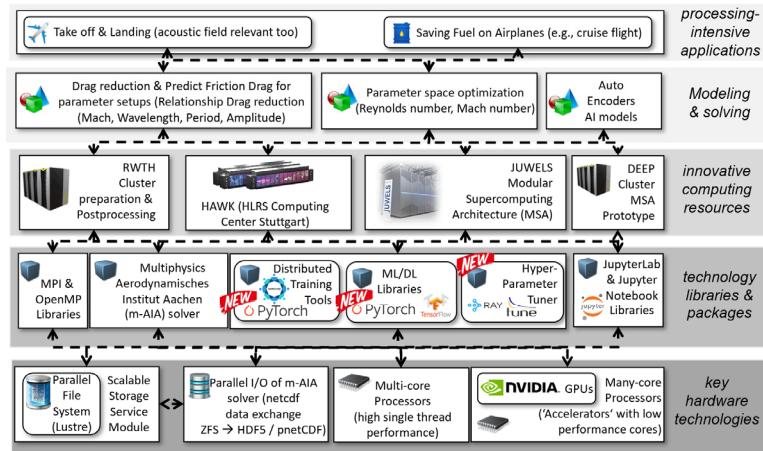 Take off & Landing (acoustic field relevant too)
Saving Fuel on Airplanes (e.g., cruise flight)
processing-
intensive
applications
Drag reduction & Predict Friction Drag for
parameter setups (Relationship Drag reduction
(Mach, Wavelength, Period, Amplitude)
Parameter space optimization
(Reynolds number, Mach number)
Auto
Encoders
AI models
Modeling
& solving
RWTH
Cluster
preparation &
Postprocessing
HAWK (HLRS Computing
Center Stuttgart)
JUWELS
JUWELS
Modular
Supercomputing
Architecture (MSA)
DEEP
Cluster
MSA
Prototype
innovative
computing
resources
MPI &
OpenMP
Libraries
Multiphysics
Aerodynamisches
Institut Aachen
(m-AIA) solver
Distributed
Training
Tools
NEW
PyTorch
ML/DL
Libraries
NEW
PyTorch
TensorFlow
NEW
Hyper-
Parameter
Tuner
RAY
tune
JupyterLab
& Jupyter
Notebook
Libraries
jupyter
technology
libraries &
packages
Parallel
File
System
(Lustre)
Scalable
Storage
Service
Module
Parallel I/O of m-AIA
solver (netcdf
data exchange
ZFS → HDF5 / pnetCDF)
Multi-core
Processors
(high single thread
performance)
NVIDIA. GPUs
Many-core
Processors
('Accelerators' with low
performance cores)
key
hardware
technologies